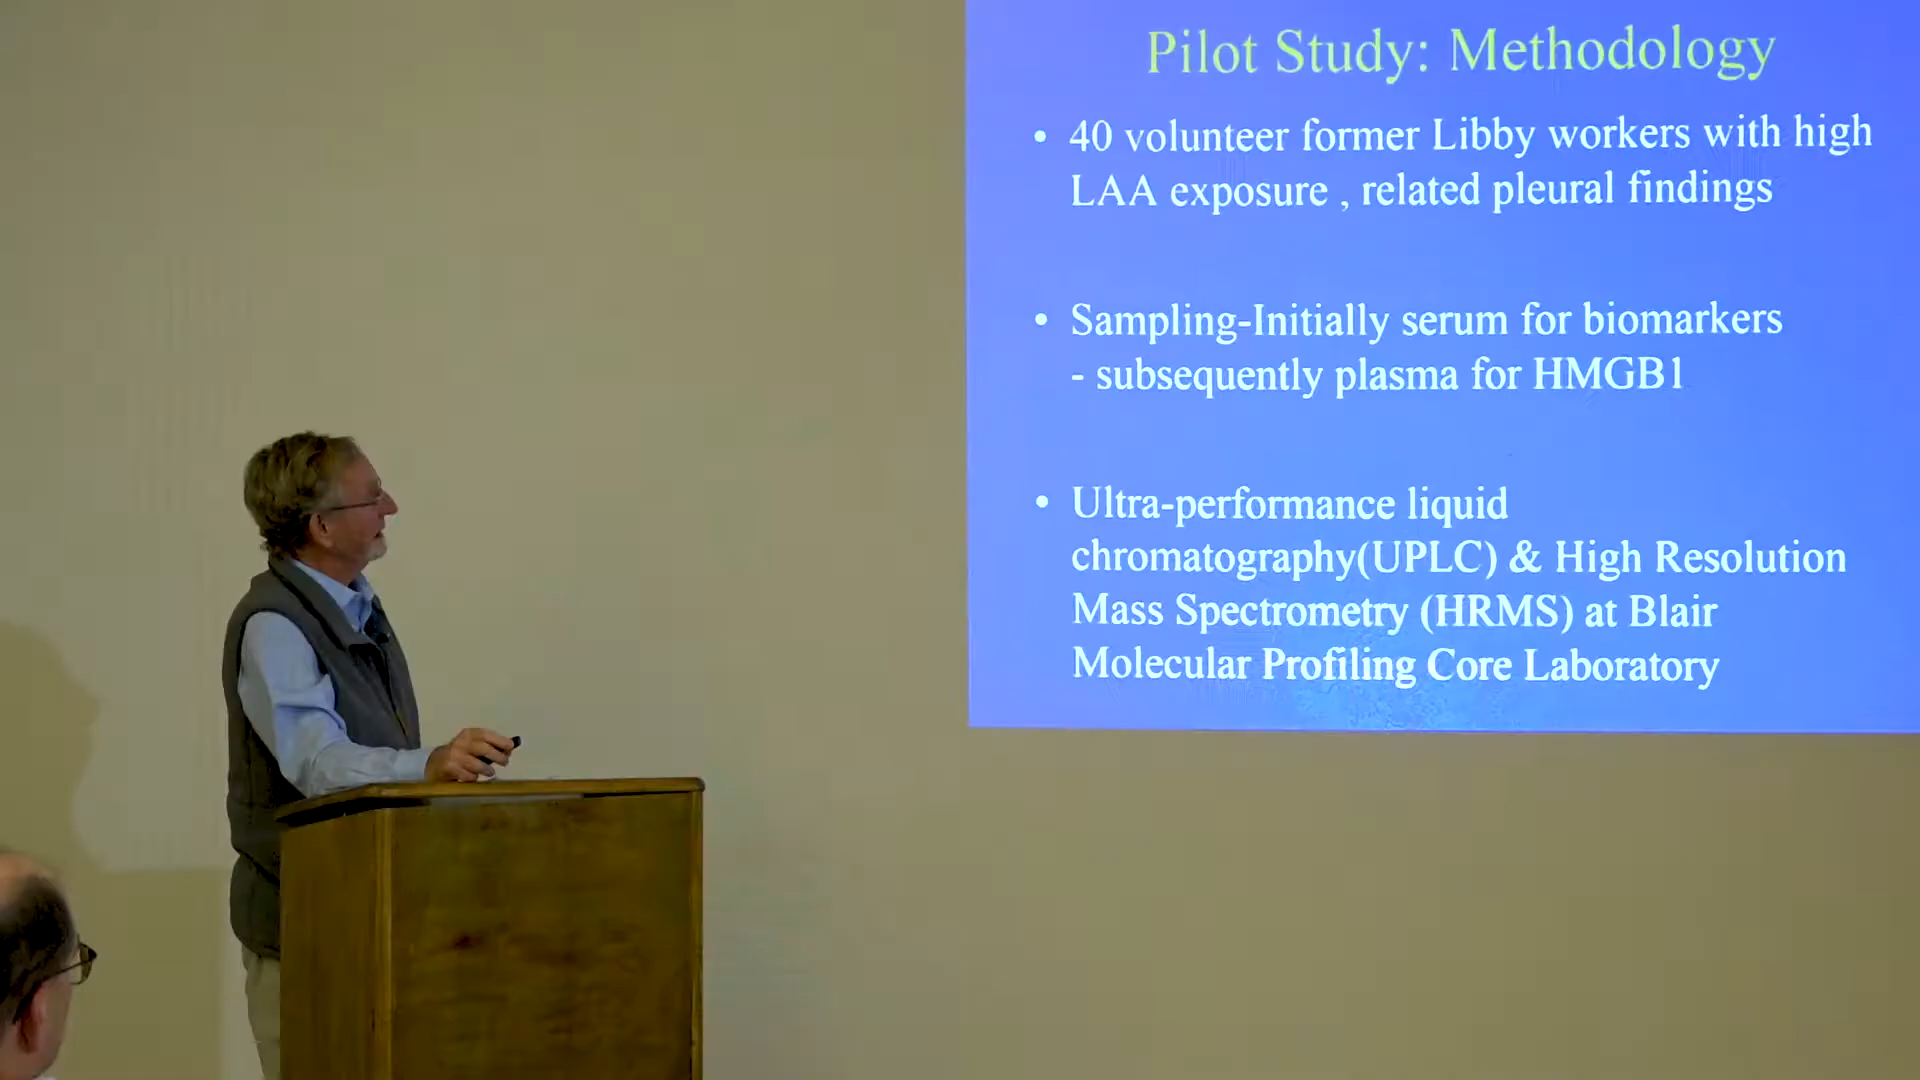 Pilot Study: Methodology
• 40 volunteer former Libby workers with high
LAA exposure , related pleural findings
• Sampling-Initially serum for biomarkers
- subsequently plasma for HMGB1
• Ultra-performance liquid
chromatography(UPLC) & High Resolution
Mass Spectrometry (HRMS) at Blair
Molecular Profiling Core Laboratory